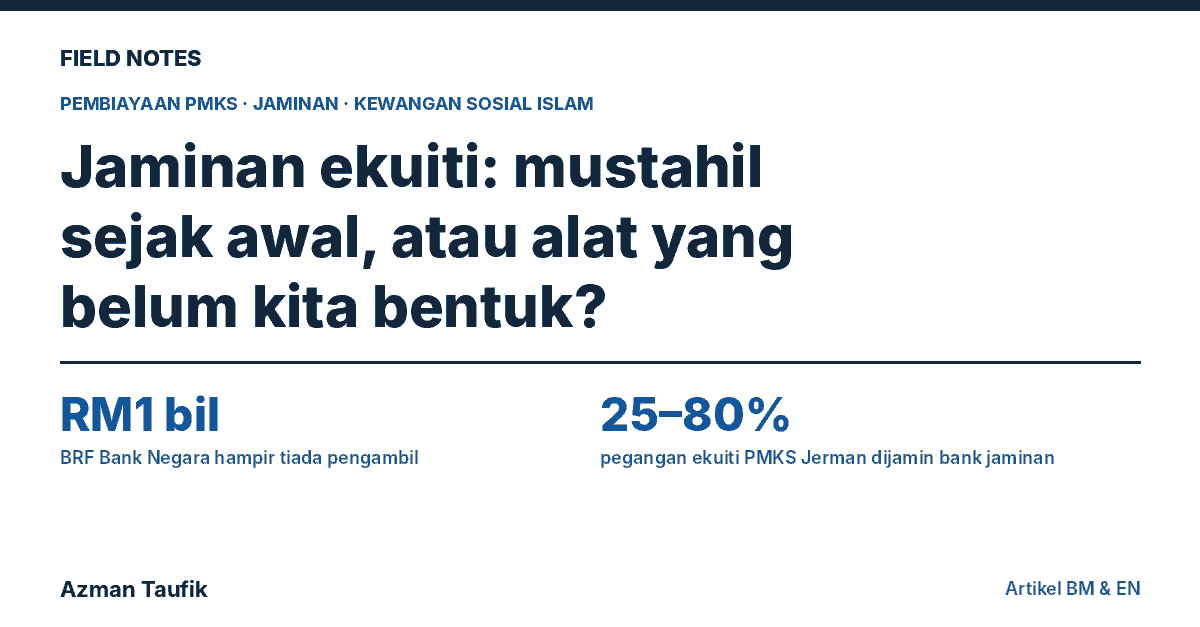 FIELD NOTES
PEMBIAYAAN PMKS · JAMINAN · KEWANGAN SOSIAL ISLAM
Jaminan ekuiti: mustahil
sejak awal, atau alat yang
belum kita bentuk?
RM1 bil
BRF Bank Negara hampir tiada pengambil
25–80%
pegangan ekuiti PMKS Jerman dijamin bank jaminan
Azman Taufik
Artikel BM & EN